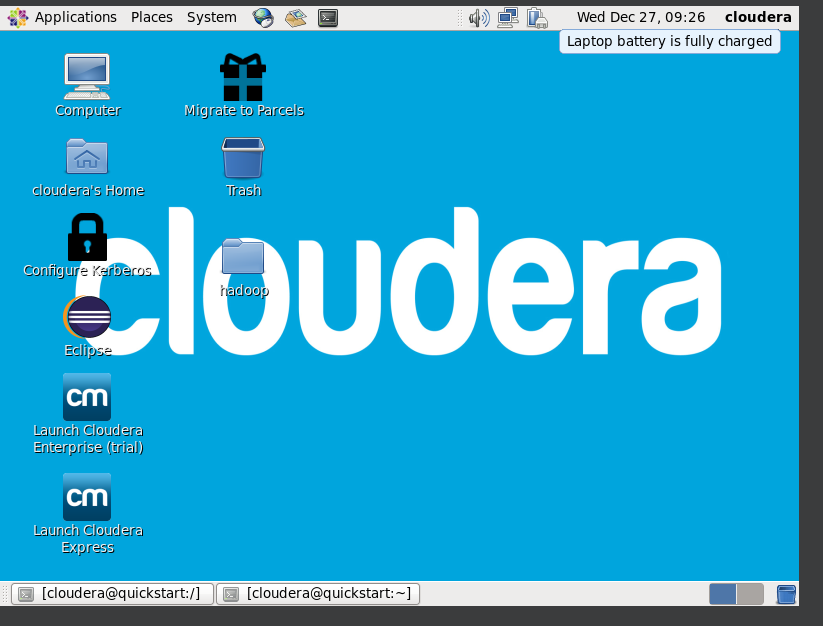 Applications Places System
Wed Dec 27, 09:26 cloudera
Laptop battery is fully charged
Computer
Migrate to Parcels
cloudera's Home
Trash
Configure Kerberos
hadoop
cloudera
Eclipse
cm
Launch Cloudera
Enterprise (trial)
cm
Launch Cloudera
Express
[cloudera@quickstart:/]
[cloudera@quickstart:~]